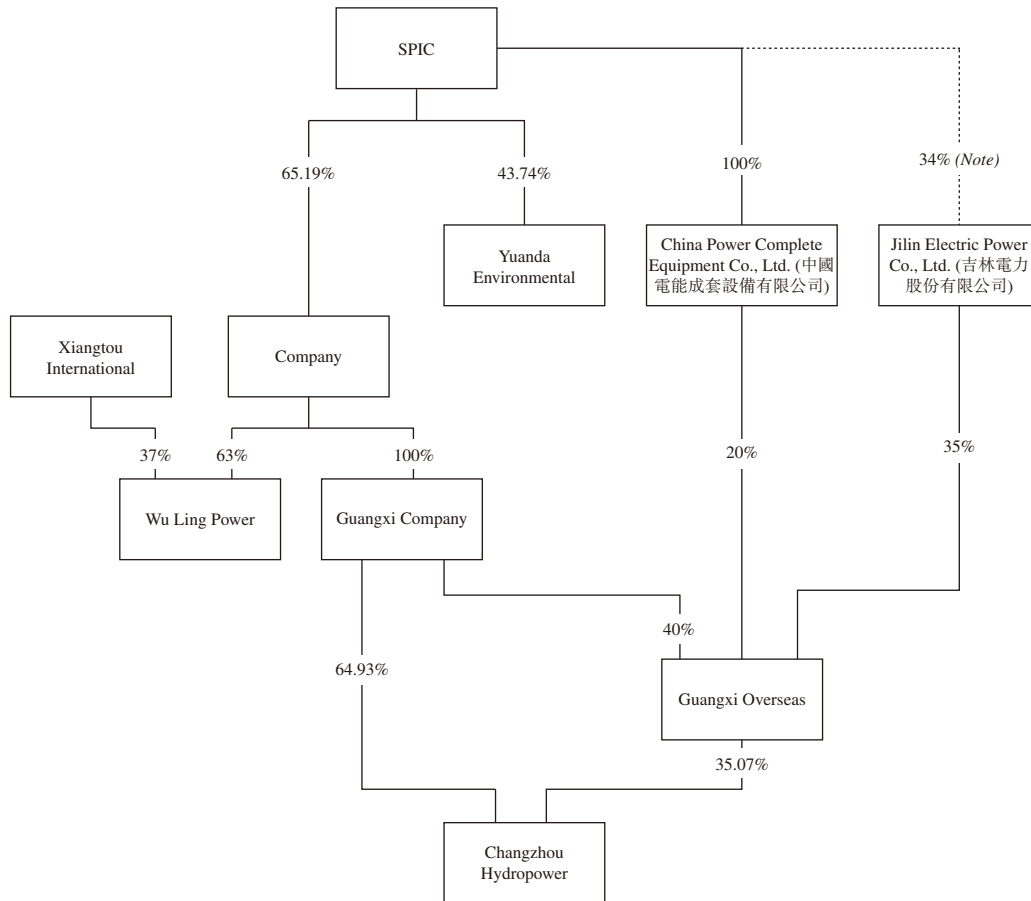 SPIC
65.19%
43.74%
100%
34% (Note)
Yuanda
Environmental
China Power Complete
Equipment Co., Ltd. (中國
電能成套設備有限公司)
Jilin Electric Power
Co., Ltd. (吉林電力
股份有限公司)
Xiangtou
International
Company
37%
63%
100%
20%
35%
Wu Ling Power
Guangxi Company
40%
64.93%
Guangxi Overseas
35.07%
Changzhou
Hydropower